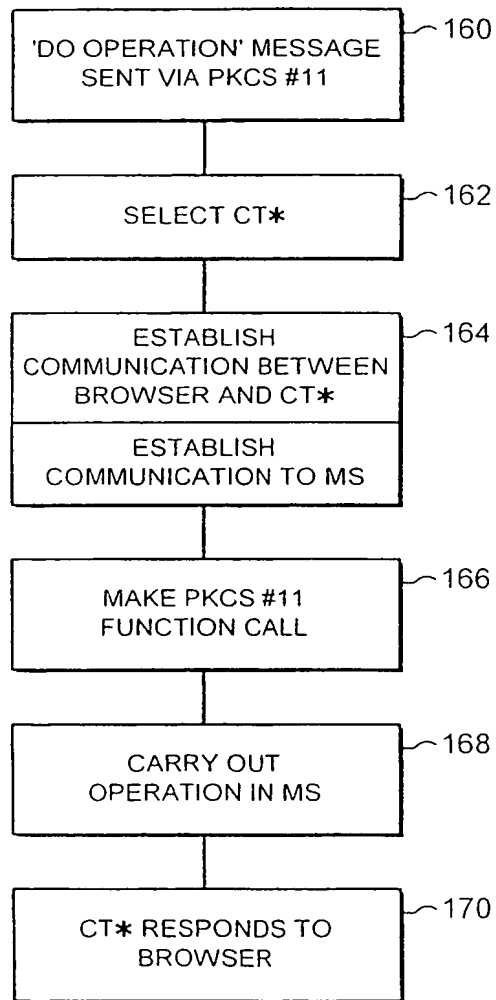 'DO OPERATION' MESSAGE
SENT VIA PKCS #11
160
SELECT CT*
162
ESTABLISH
COMMUNICATION BETWEEN
BROWSER AND CT*
164
ESTABLISH
COMMUNICATION TO MS
MAKE PKCS #11
FUNCTION CALL
166
CARRY OUT
OPERATION IN MS
168
CT* RESPONDS TO
BROWSER
170